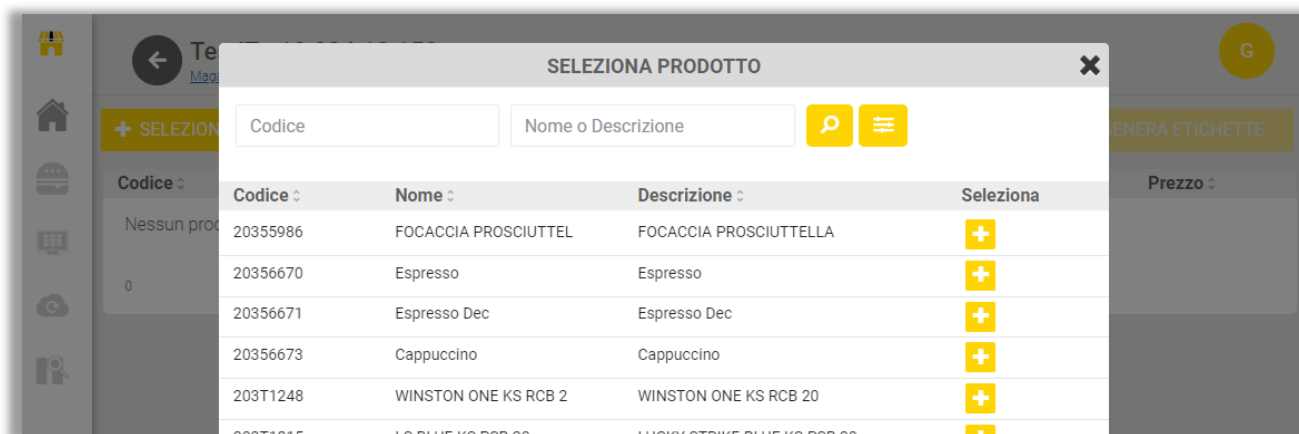 G
SELEZIONA PRODOTTO
Codice
Nome o Descrizione
Codice
Prezzo
Nessun prod
0
Codice Nome Descrizione Seleziona
20355986 FOCACCIA PROSCIUTTEL FOCACCIA PROSCIUTTELLA
20356670 Espresso Espresso
20356671 Espresso Dec Espresso Dec
20356673 Cappuccino Cappuccino
203T1248 WINSTON ONE KS RCB 2 WINSTON ONE KS RCB 20